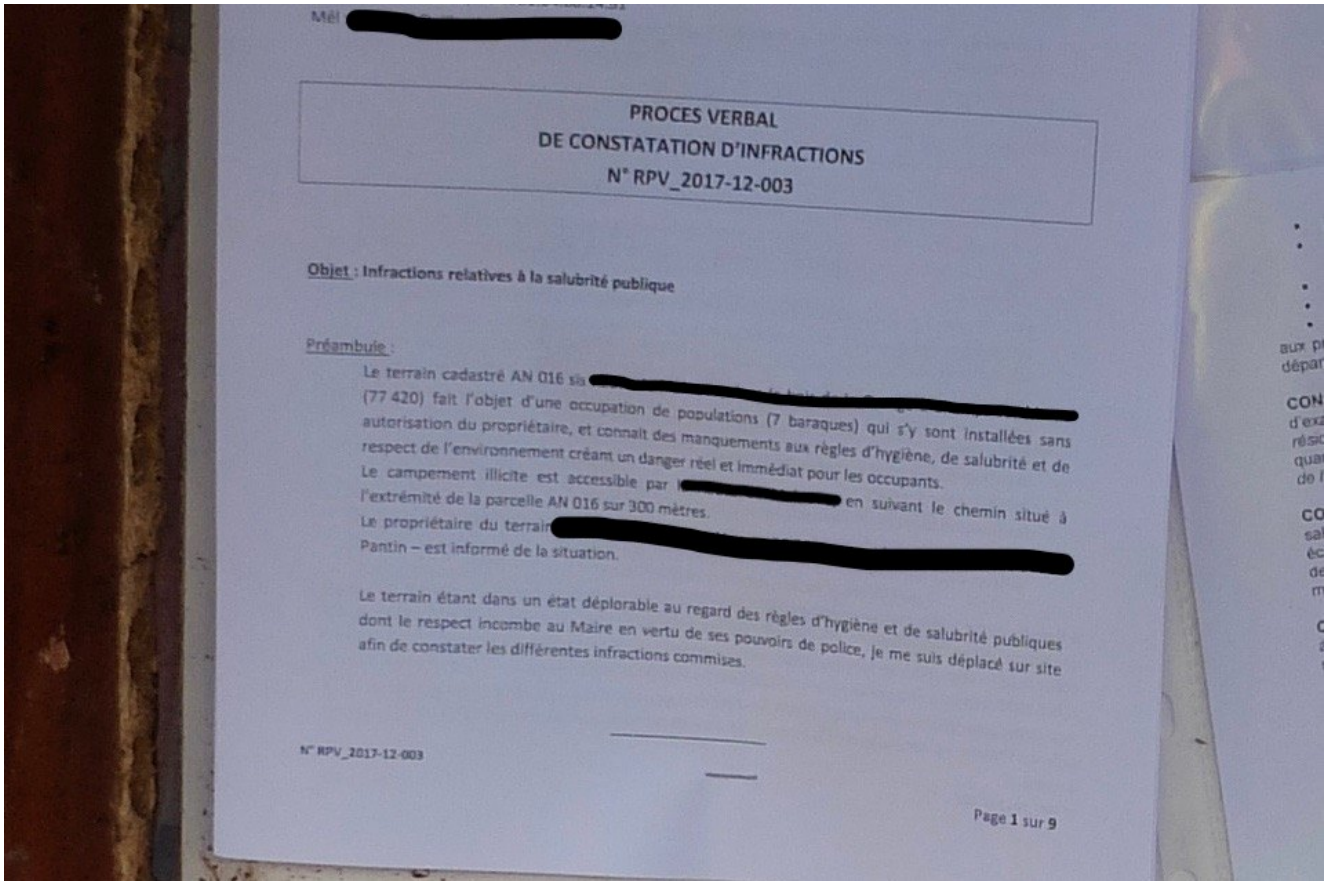 Mél
PROCES VERBAL
DE CONSTATATION D'INFRACTIONS
N° RPV_2017-12-003
Objet : Infractions relatives à la salubrité publique
Préambule :
Le terrain cadastré AN 016 sis
(77 420) fait l'objet d'une occupation de populations (7 baraques) qui s'y sont installées sans
autorisation du propriétaire, et connait des manquements aux règles d'hygiène, de salubrité et de
respect de l'environnement créant un danger réel et immédiat pour les occupants.
Le campement illicite est accessible par en suivant le chemin situé à
l'extrémité de la parcelle AN 016 sur 300 mètres.
Le propriétaire du terrain
Pantin – est informé de la situation.
Le terrain étant dans un état déplorable au regard des règles d'hygiène et de salubrité publiques
dont le respect incombe au Maire en vertu de ses pouvoirs de police, je me suis déplacé sur site
afin de constater les différentes infractions commises.
N° RPV_2017-12-003
Page 1 sur 9
aux p
dépar
CON
d'exa
résid
quar
de l
CO
sal
éc
de
m